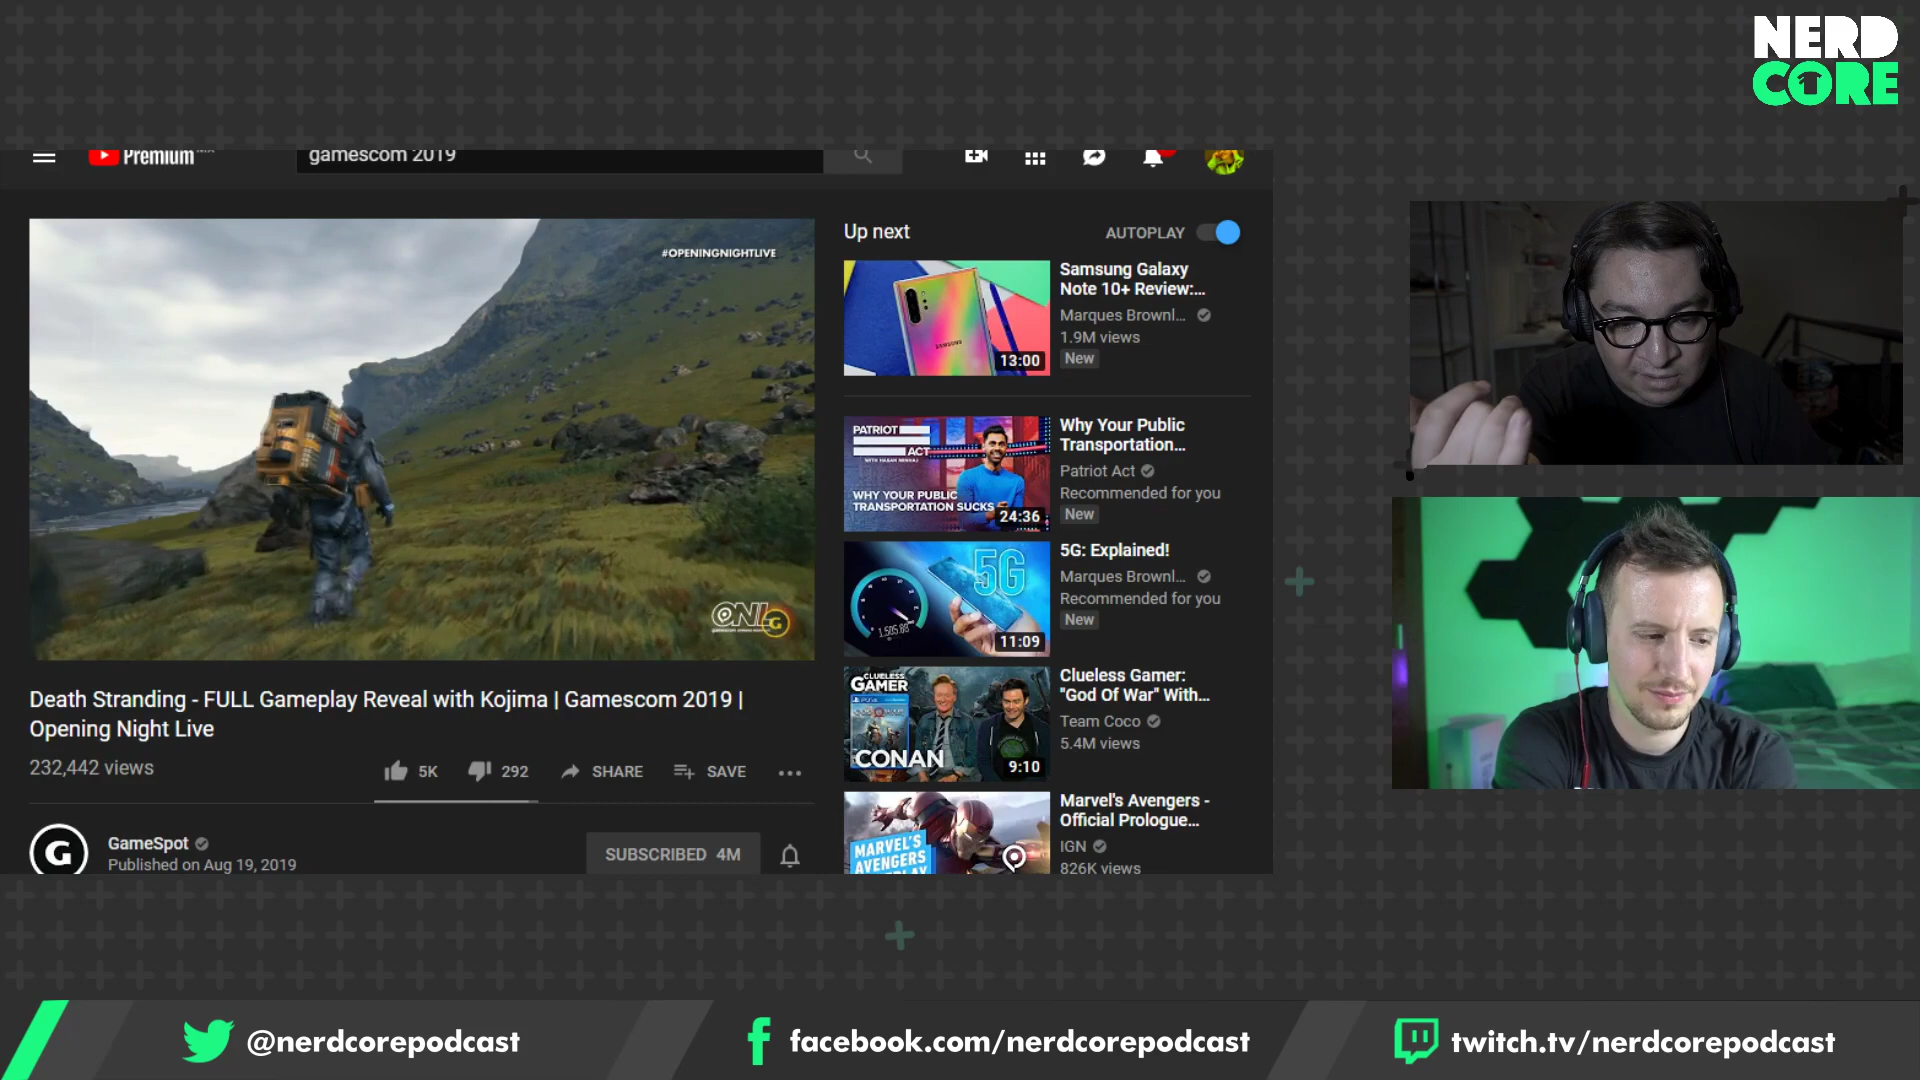 NERD
CORE
Premium
gamescom 2019
#OPENINGNIGHTLIVE
ONL
G
Death Stranding - FULL Gameplay Reveal with Kojima | Gamescom 2019 |
Opening Night Live
232,442 views
5K
292
SHARE
SAVE
G
GameSpot
Published on Aug 19, 2019
SUBSCRIBED 4M
Up next
AUTOPLAY
SAMSUNG
13:00
Samsung Galaxy
Note 10+ Review:...
Marques Brownl...
1.9M views
New
PATRIOT
ACT
WITH HASAN MINHAJ
WHY YOUR PUBLIC
TRANSPORTATION SUCKS
24:36
Why Your Public
Transportation...
Patriot Act
Recommended for you
New
5G
11:09
5G: Explained!
Marques Brownl...
Recommended for you
New
CLUELESS
GAMER
CONAN
9:10
Clueless Gamer:
"God Of War" With...
Team Coco
5.4M views
MARVEL'S
AVENGERS
Marvel's Avengers -
Official Prologue...
IGN
826K views
@nerdcorepodcast
facebook.com/nerdcorepodcast
twitch.tv/nerdcorepodcast